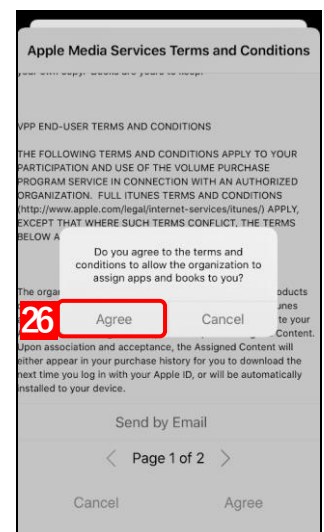 Apple Media Services Terms and Conditions
VPP END-USER TERMS AND CONDITIONS
THE FOLLOWING TERMS AND CONDITIONS APPLY TO YOUR
PARTICIPATION AND USE OF THE VOLUME PURCHASE
PROGRAM SERVICE IN CONNECTION WITH AN AUTHORIZED
ORGANIZATION. FULL ITUNES TERMS AND CONDITIONS
(http://www.apple.com/legal/internet-services/itunes/) APPLY,
EXCEPT THAT WHERE SUCH TERMS CONFLICT, THE TERMS
BELOW
Do you agree to the terms and
conditions to allow the organization to
assign apps and books to you?
The
26
Agree
Cancel
your
Content.
Upon association and acceptance, the Assigned Content will
either appear in your purchase history for you to download the
next time you log in with your Apple ID, or will be automatically
installed to your device.
Send by Email
< Page 1 of 2 >
Cancel
Agree